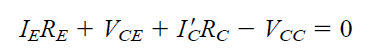 I_E R_E + V_CE + I'_C R_C − V_CC = 0